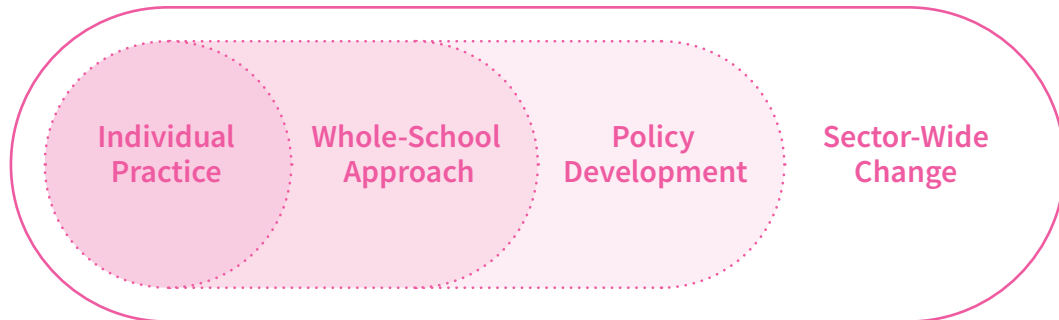 Individual
Practice
Whole-School
Approach
Policy
Development
Sector-Wide
Change